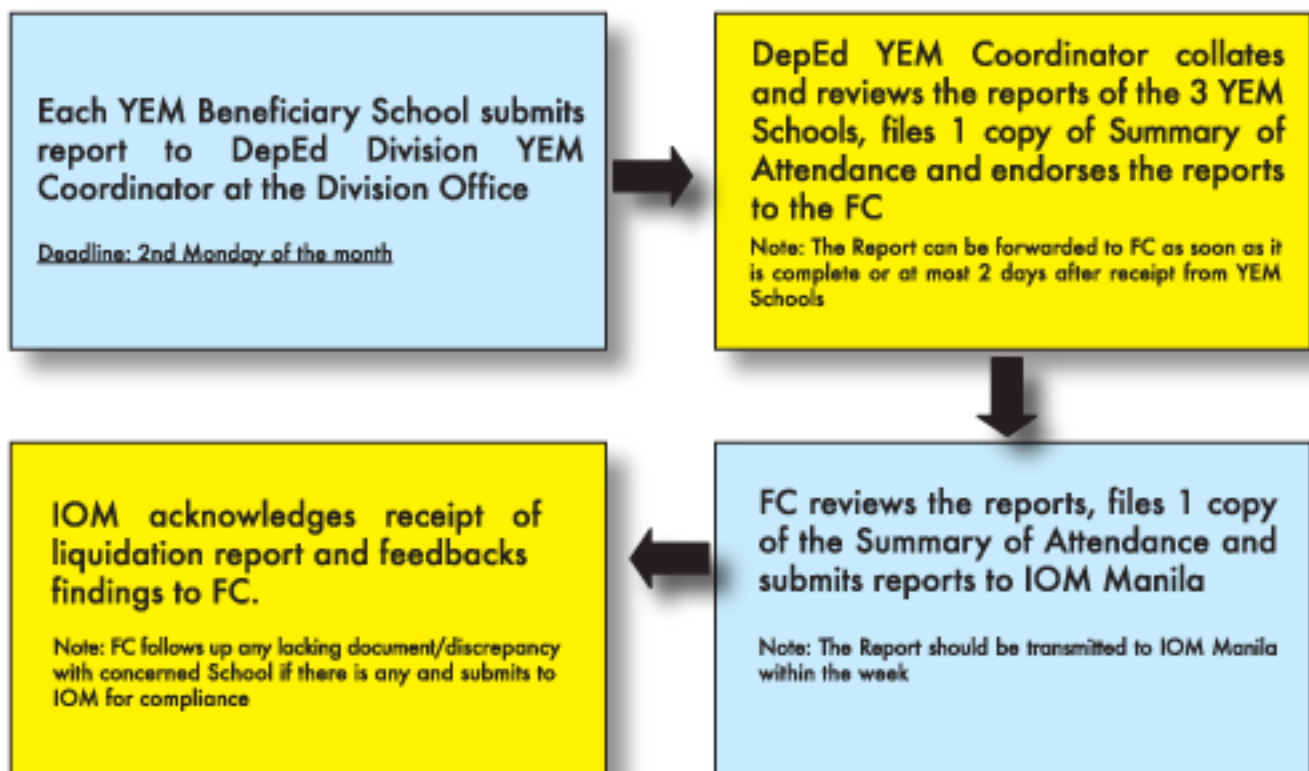 Each YEM Beneficiary School submits
report to DepEd Division YEM
Coordinator at the Division Office
Deadline: 2nd Monday of the month
DepEd YEM Coordinator collates
and reviews the reports of the 3 YEM
Schools, files 1 copy of Summary of
Attendance and endorses the reports
to the FC
Note: The Report can be forwarded to FC as soon as it
is complete or at most 2 days after receipt from YEM
Schools
FC reviews the reports, files 1 copy
of the Summary of Attendance and
submits reports to IOM Manila
Note: The Report should be transmitted to IOM Manila
within the week
IOM acknowledges receipt of
liquidation report and feedbacks
findings to FC.
Note: FC follows up any lacking document/discrepancy
with concerned School if there is any and submits to
IOM for compliance